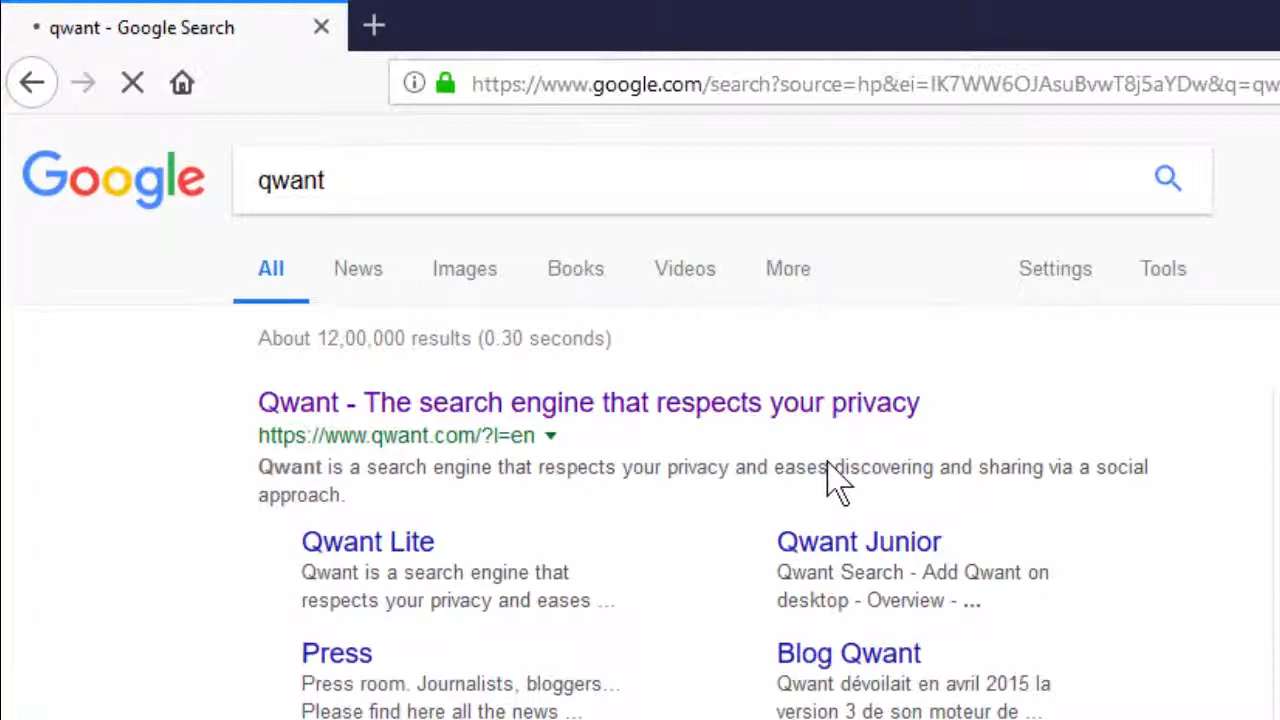 qwant - Google Search
https://www.google.com/search?source=hp&ei=IK7WW6OJAsuBvwT8j5aYDw&q=qw
Google
qwant
All News Images Books Videos More Settings Tools
About 12,00,000 results (0.30 seconds)
Qwant - The search engine that respects your privacy
https://www.qwant.com/?l=en
Qwant is a search engine that respects your privacy and eases discovering and sharing via a social
approach.
Qwant Lite
Qwant is a search engine that
respects your privacy and eases ...
Qwant Junior
Qwant Search - Add Qwant on
desktop - Overview - ...
Press
Press room. Journalists, bloggers...
Please find here all the news ...
Blog Qwant
Qwant dévoilait en avril 2015 la
version 3 de son moteur de ...